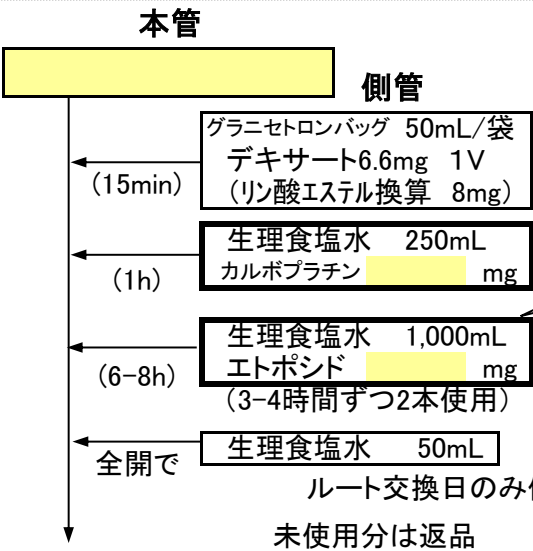 本管
側管
グラニセトロンバッグ 50mL/袋
デキサート6.6mg 1V
(リン酸エステル換算 8mg)
(15min)
生理食塩水 250mL
カルボプラチン mg
(1h)
生理食塩水 1,000mL
エトポシド mg
(6-8h)
(3-4時間ずつ2本使用)
生理食塩水 50mL
全開で
ルート交換日のみ
未使用分は返品